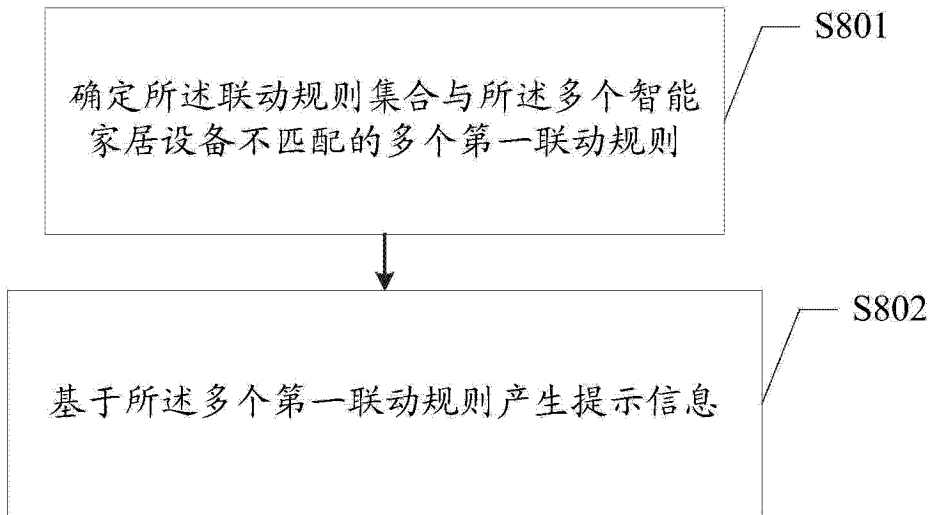 S801
确定所述联动规则集合与所述多个智能
家居设备不匹配的多个第一联动规则
S802
基于所述多个第一联动规则产生提示信息